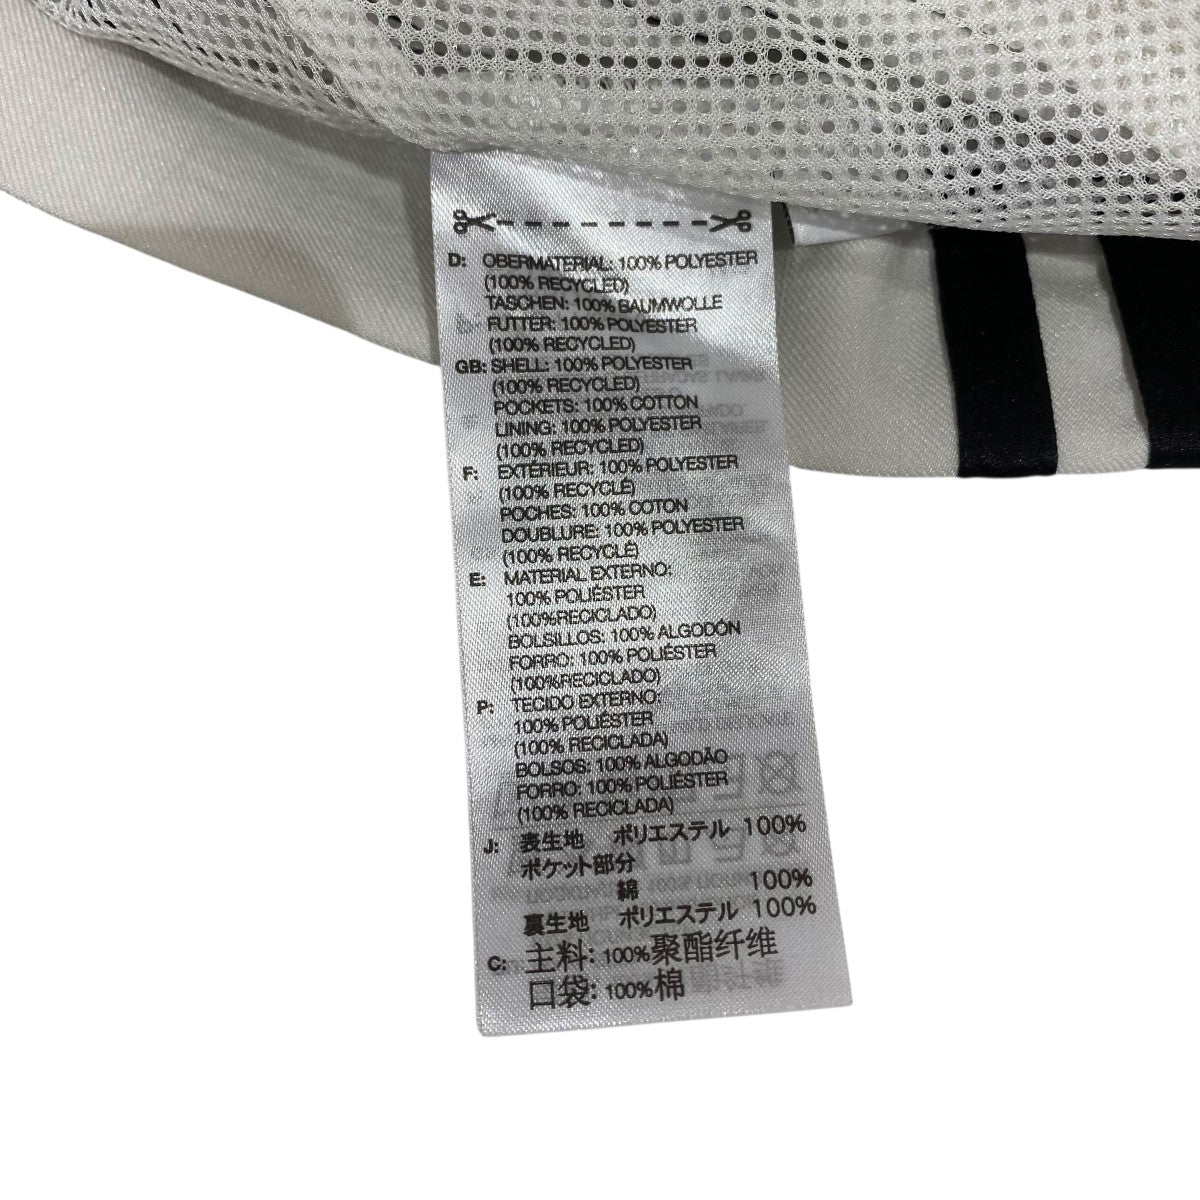 D: OBERMATERIAL: 100% POLYESTER
(100% RECYCLED)
TASCHEN: 100% BAUMWOLLE
FUTTER: 100% POLYESTER
(100% RECYCLED)
GB: SHELL: 100% POLYESTER
(100% RECYCLED)
POCKETS: 100% COTTON
LINING: 100% POLYESTER
(100% RECYCLED)
F: EXTÉRIEUR: 100% POLYESTER
(100% RECYCLÉ)
POCHES: 100% COTON
DOUBLURE: 100% POLYESTER
(100% RECYCLÉ)
E: MATERIAL EXTERNO:
100% POLIÉSTER
(100%RECICLADO)
BOLSILLOS: 100% ALGODÓN
FORRO: 100% POLIÉSTER
(100%RECICLADO)
P: TECIDO EXTERNO:
100% POLIÉSTER
(100% RECICLADA)
BOLSOS: 100% ALGODÃO
FORRO: 100% POLIÉSTER
(100% RECICLADA)
J: 表生地 ポリエステル 100%
ポケット部分
綿 100%
裏生地 ポリエステル 100%
C: 主料: 100%聚酯纤维
口袋: 100%棉